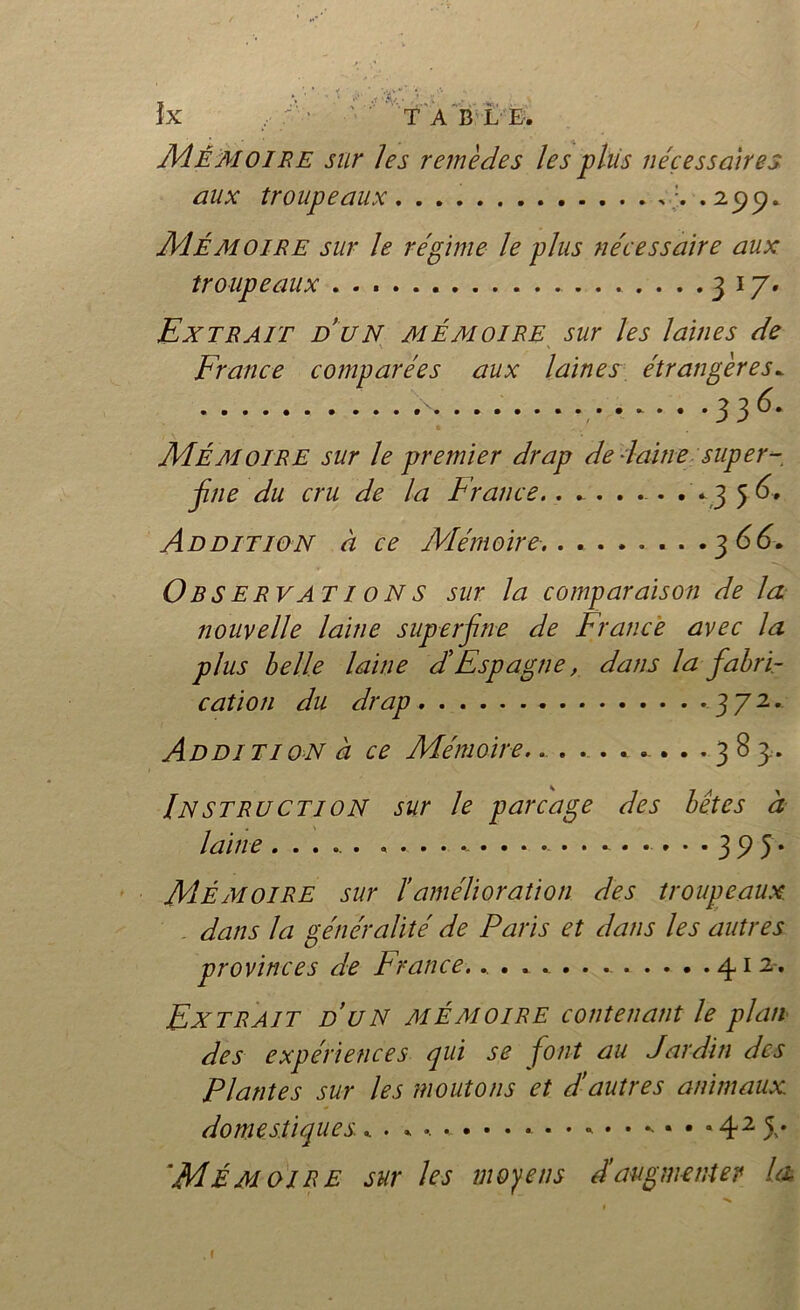 lx TABLE.
MÉMOIRE sur les remèdes les plus nécessaires
aux troupeaux................299.
MÉMOIRE sur le régime le plus nécessaire aux
troupeaux....................317.
EXTRAIT D'UN MÉMOIRE sur les laines de
France comparées aux laines étrangères.
..........................336.
MÉMOIRE sur le premier drap de laine super-
fine du cru de la France.........356.
ADDITION à ce Mémoire.........366.
OBSERVATIONS sur la comparaison de la
nouvelle laine superfine de France avec la
plus belle laine d'Espagne, dans la fabri-
cation du drap...............372.
ADDITION à ce Mémoire..........383.
INSTRUCTION sur le parcage des bêtes à
laine......................395.
MÉMOIRE sur l'amélioration des troupeaux
dans la généralité de Paris et dans les autres
provinces de France.............412.
EXTRAIT D'UN MÉMOIRE contenant le plan
des expériences qui se font au Jardin des
Plantes sur les moutons et d'autres animaux
domestiques..................425.
MÉMOIRE sur les moyens d'augmenter la